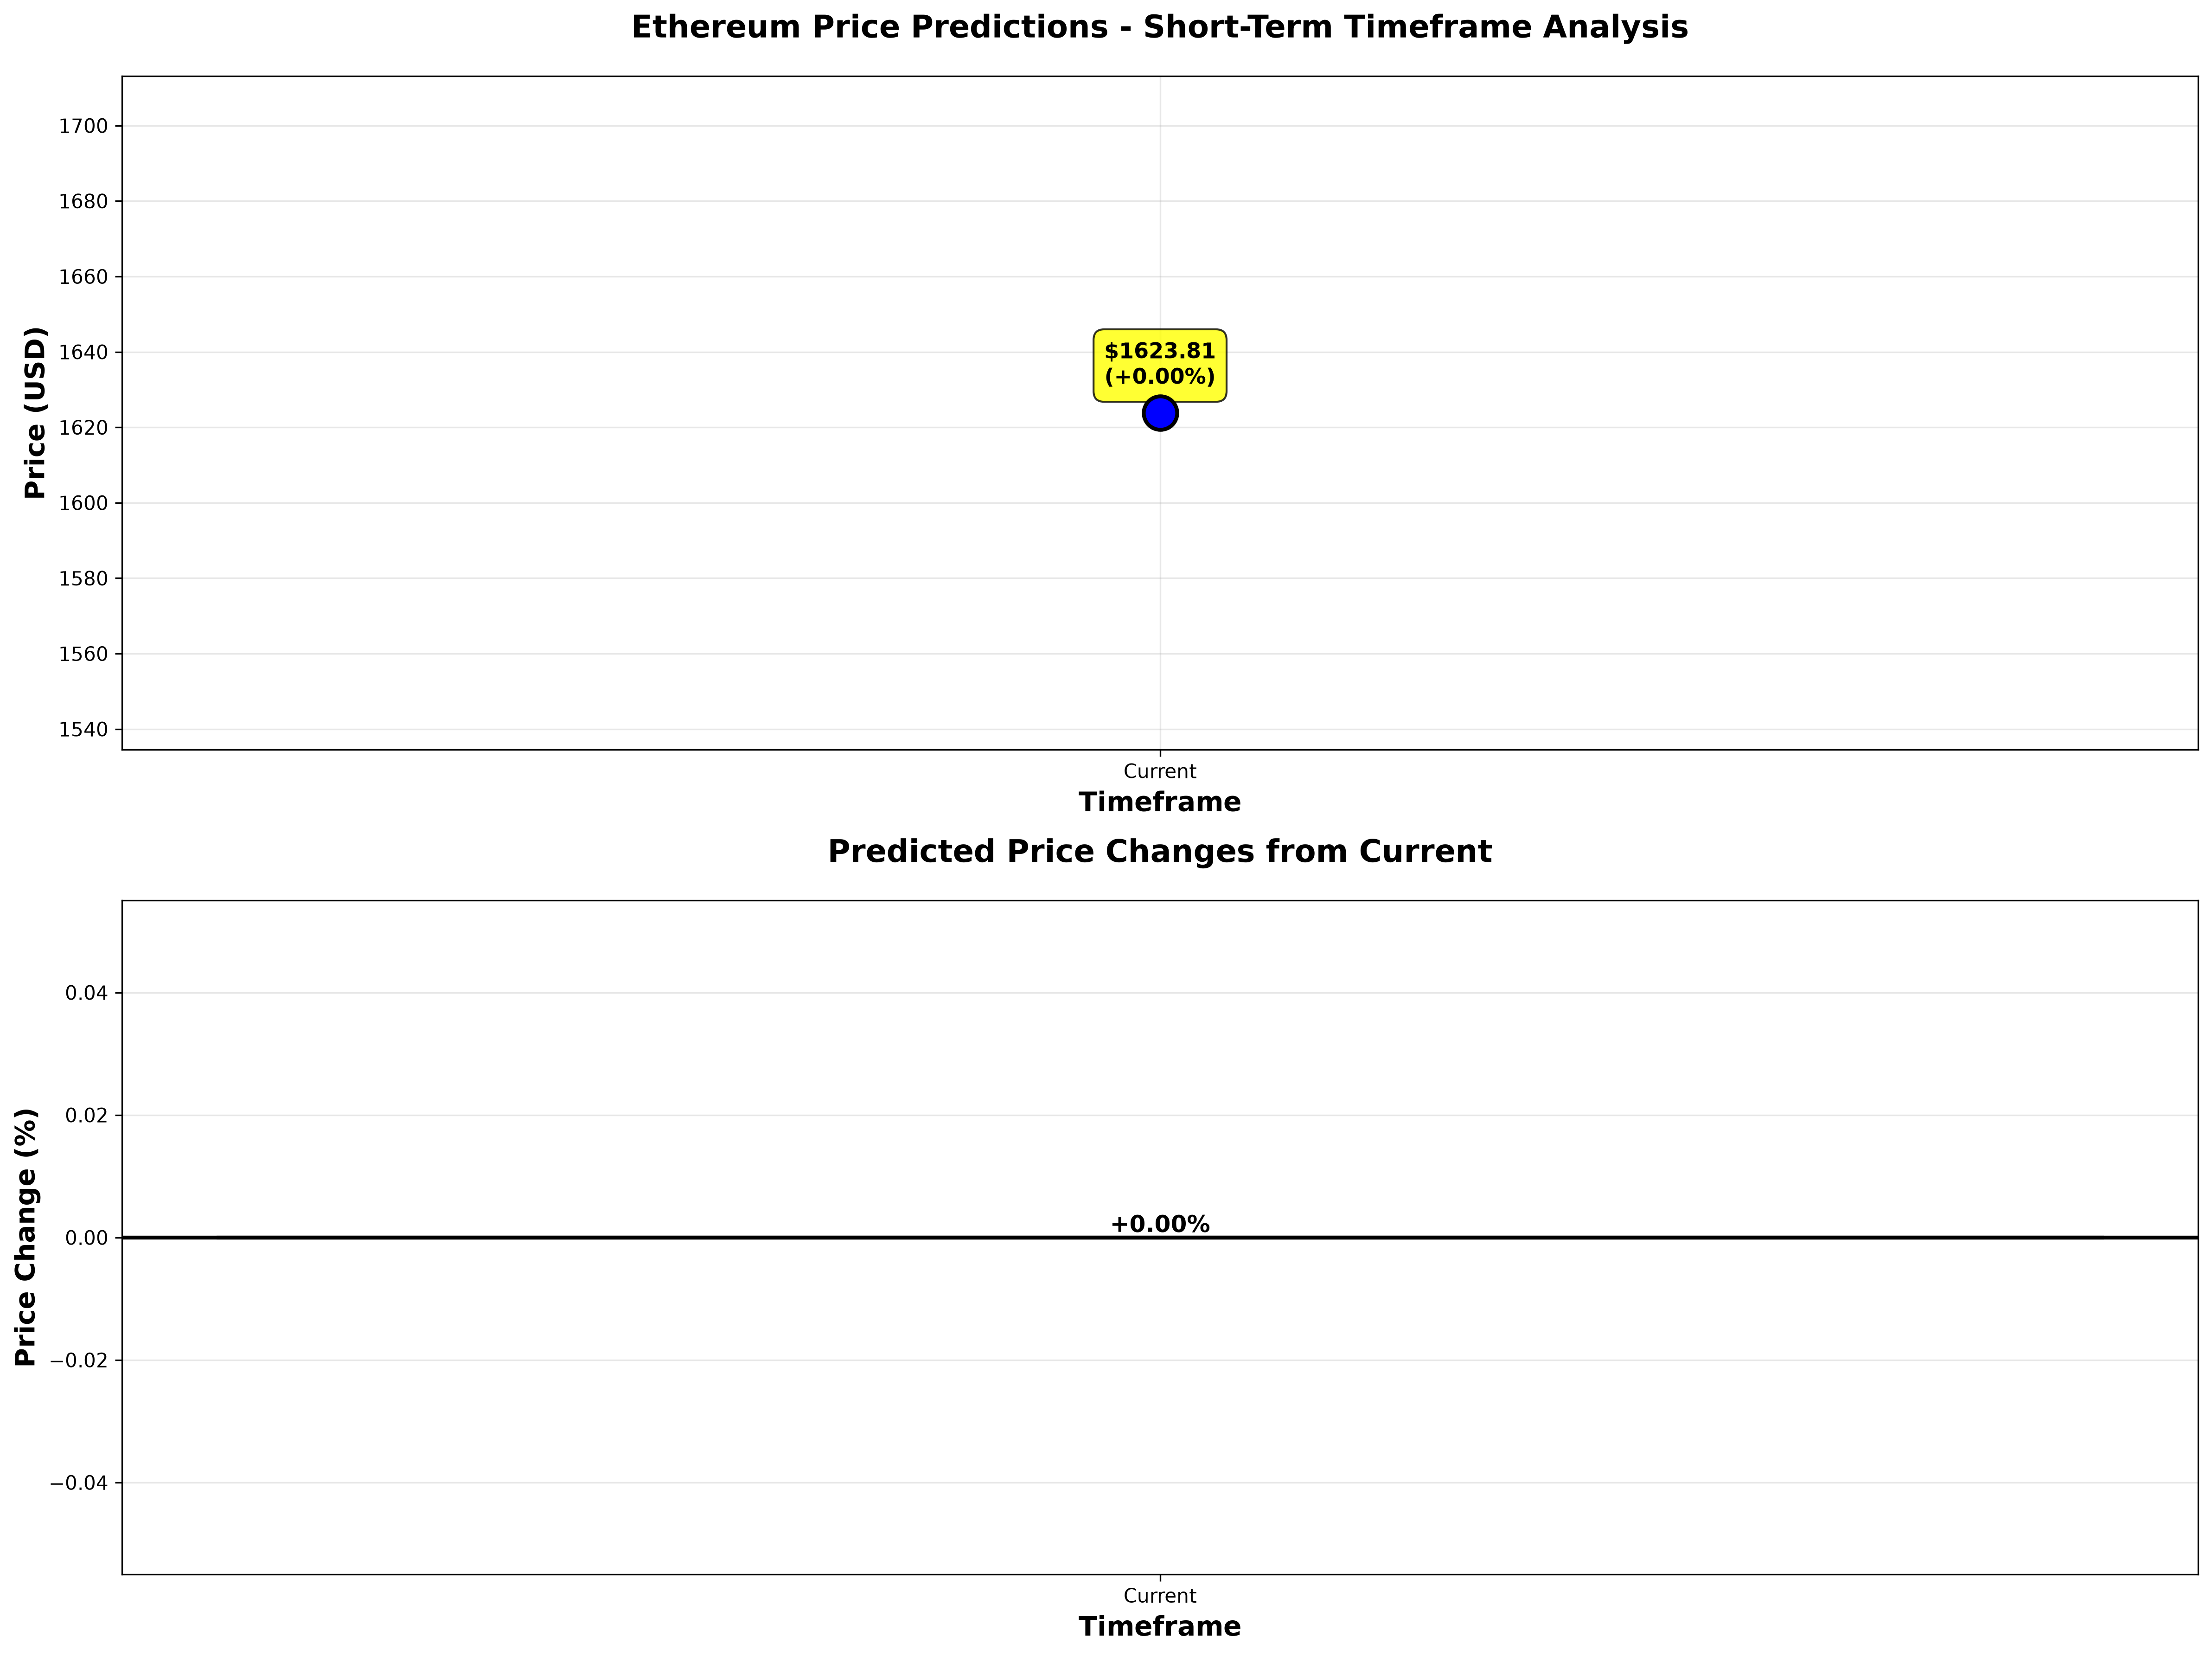 Ethereum Price Predictions - Short-Term Timeframe Analysis
Price (USD)
1700
1680
1660
1640
1620
1600
1580
1560
1540
$1623.81
(+0.00%)
Current
Timeframe
Predicted Price Changes from Current
Price Change (%)
0.04
0.02
0.00
−0.02
−0.04
+0.00%
Current
Timeframe